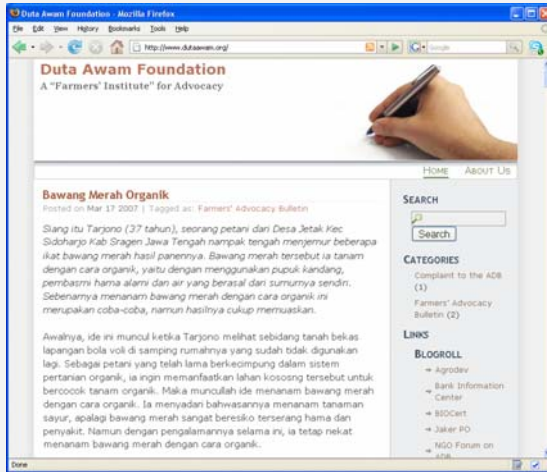 Duta Awam Foundation - Mozilla Firefox
File Edit View History Bookmarks Tools Help
http://www.dutaawam.org/
Google
Duta Awam Foundation
A "Farmers' Institute" for Advocacy
HOME ABOUT US
Bawang Merah Organik
Posted on Mar 17 2007 | Tagged as: Farmers' Advocacy Bulletin
Siang itu Tarjono (37 tahun), seorang petani dari Desa Jetak Kec
Sidoharjo Kab Sragen Jawa Tengah nampak tengah menjemur beberapa
ikat bawang merah hasil panennya. Bawang merah tersebut ia tanam
dengan cara organik, yaitu dengan menggunakan pupuk kandang,
pembasmi hama alami dan air yang berasal dari sumurnya sendiri.
Sebenarnya menanam bawang merah dengan cara organik ini
merupakan coba-coba, namun hasilnya cukup memuaskan.
Awalnya, ide ini muncul ketika Tarjono melihat sebidang tanah bekas
lapangan bola voli di samping rumahnya yang sudah tidak digunakan
lagi. Sebagai petani yang telah lama berkecimpung dalam sistem
pertanian organik, ia ingin memanfaatkan lahan kososng tersebut untuk
bercocok tanam organik. Maka muncullah ide menanam bawang merah
dengan cara organik. Ia menyadari bahwasannya menanam tanaman
sayur, apalagi bawang merah sangat beresiko terserang hama dan
penyakit. Namun dengan pengalamannya selama ini, ia tetap nekat
menanam bawang merah dengan cara organik.
SEARCH
Search
CATEGORIES
Complaint to the ADB
(1)
Farmers' Advocacy
Bulletin (2)
LINKS
BLOGROLL
Agrodev
Bank Information
Center
BIOCert
Jaker PO
NGO Forum on
ADB
Done